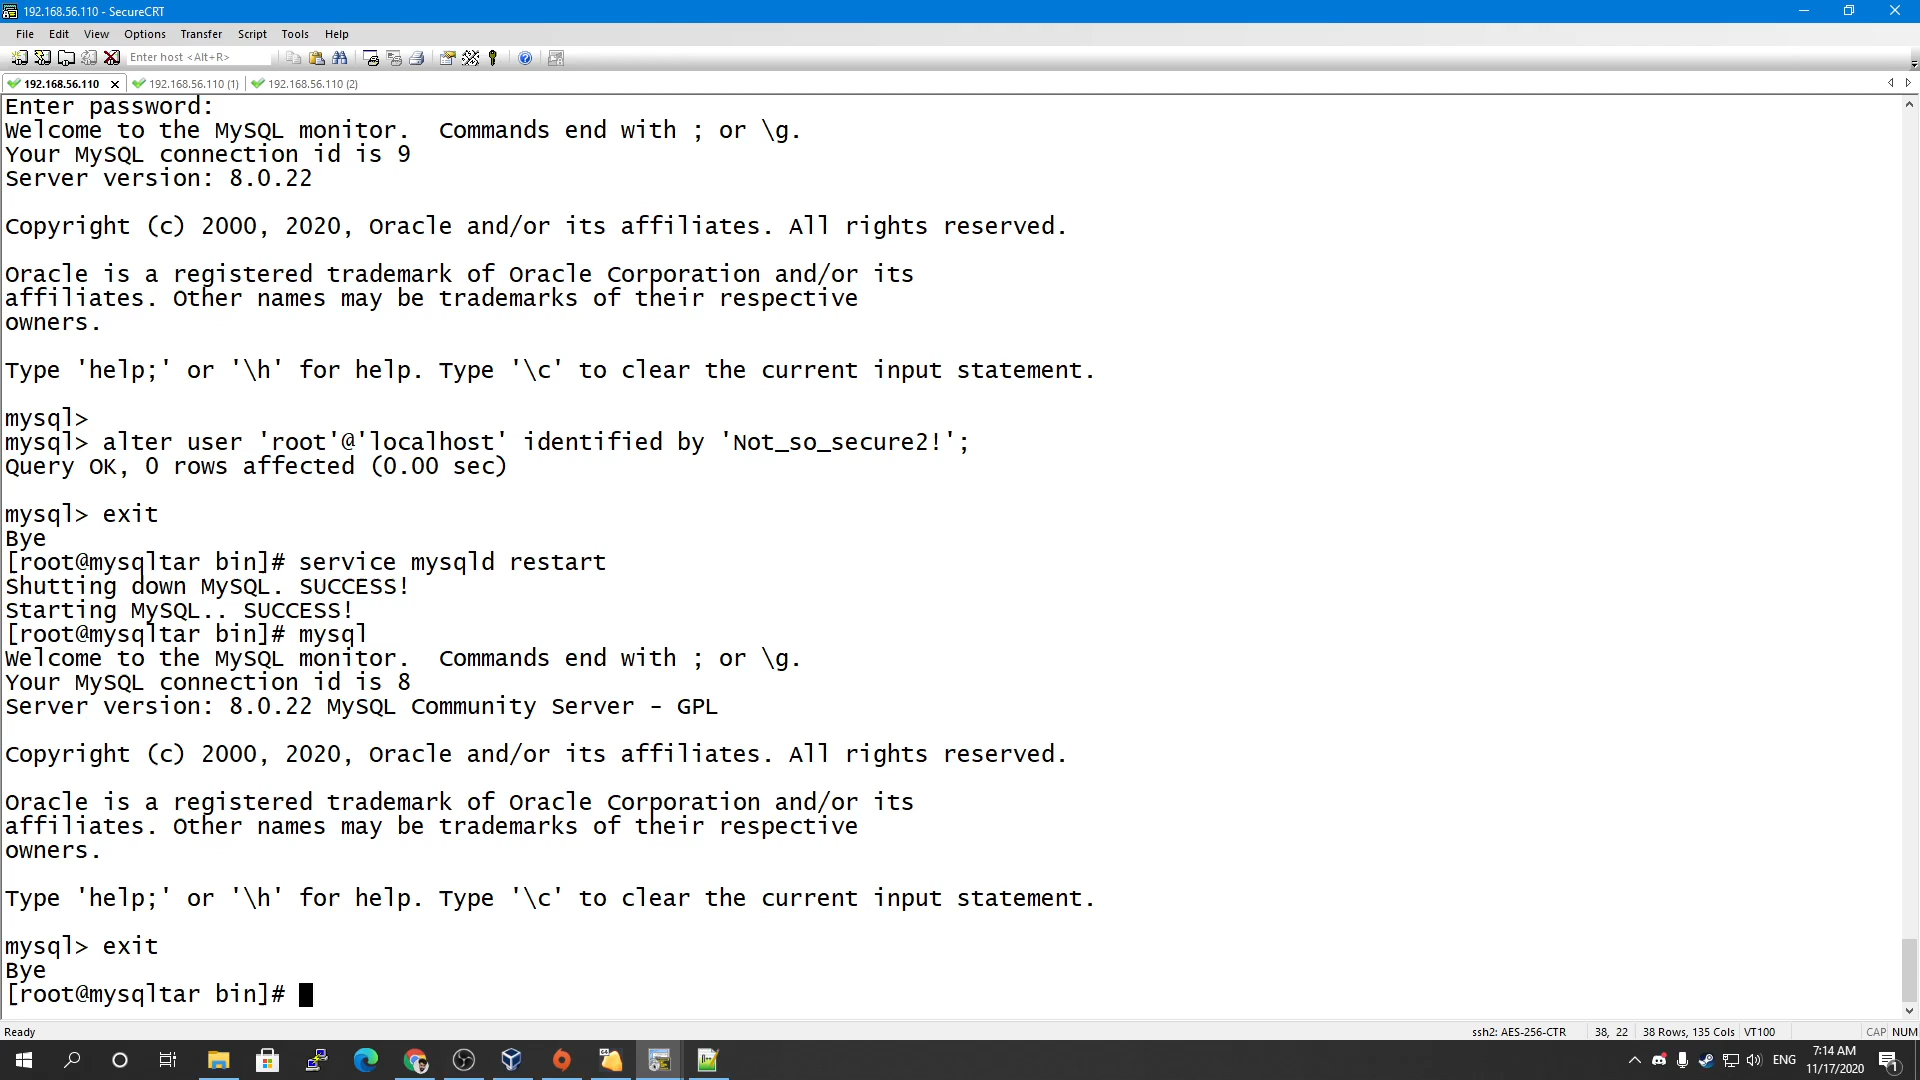 192.168.56.110 - SecureCRT
File Edit View Options Transfer Script Tools Help
Enter host <Alt+R>
192.168.56.110 192.168.56.110 (1) 192.168.56.110 (2)
Enter password:
Welcome to the MySQL monitor.  Commands end with ; or \g.
Your MySQL connection id is 9
Server version: 8.0.22
Copyright (c) 2000, 2020, Oracle and/or its affiliates. All rights reserved.
Oracle is a registered trademark of Oracle Corporation and/or its
affiliates. Other names may be trademarks of their respective
owners.
Type 'help;' or '\h' for help. Type '\c' to clear the current input statement.
mysql>
mysql> alter user 'root'@'localhost' identified by 'Not_so_secure2!';
Query OK, 0 rows affected (0.00 sec)
mysql> exit
Bye
[root@mysqltar bin]# service mysqld restart
Shutting down MySQL. SUCCESS!
Starting MySQL.. SUCCESS!
[root@mysqltar bin]# mysql
Welcome to the MySQL monitor.  Commands end with ; or \g.
Your MySQL connection id is 8
Server version: 8.0.22 MySQL Community Server - GPL
Copyright (c) 2000, 2020, Oracle and/or its affiliates. All rights reserved.
Oracle is a registered trademark of Oracle Corporation and/or its
affiliates. Other names may be trademarks of their respective
owners.
Type 'help;' or '\h' for help. Type '\c' to clear the current input statement.
mysql> exit
Bye
[root@mysqltar bin]#
Ready ssh2: AES-256-CTR 38, 22 38 Rows, 135 Cols VT100 CAP NUM
ENG 7:14 AM 1
11/17/2020